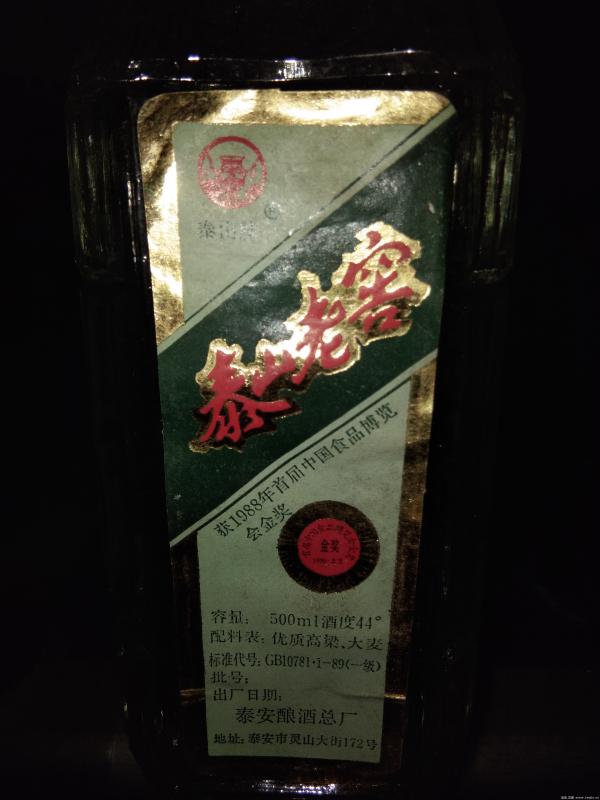 泰山牌
®
泰山老窖
获1988年首届中国食品博览
会金奖
金奖
容量: 500ml酒度44°
配料表: 优质高粱、大麦
标准代号: GB10781·1-89(一级)
批号:
出厂日期:
泰安酿酒总厂
地址: 泰安市灵山大街172号